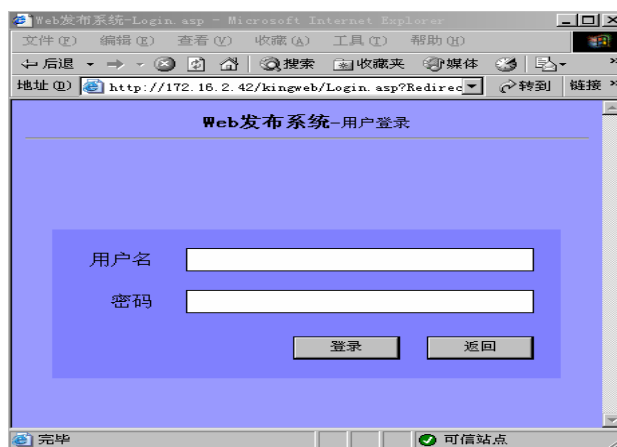 Web发布系统-Login.asp - Microsoft Internet Explorer
文件(F) 编辑(E) 查看(V) 收藏(A) 工具(T) 帮助(H)
后退 搜索 收藏夹 媒体 »
地址(D) http://172.16.2.42/kingweb/Login.asp?Redirec 转到 链接 »
Web发布系统-用户登录
用户名
密码
登录 返回
完毕 可信站点